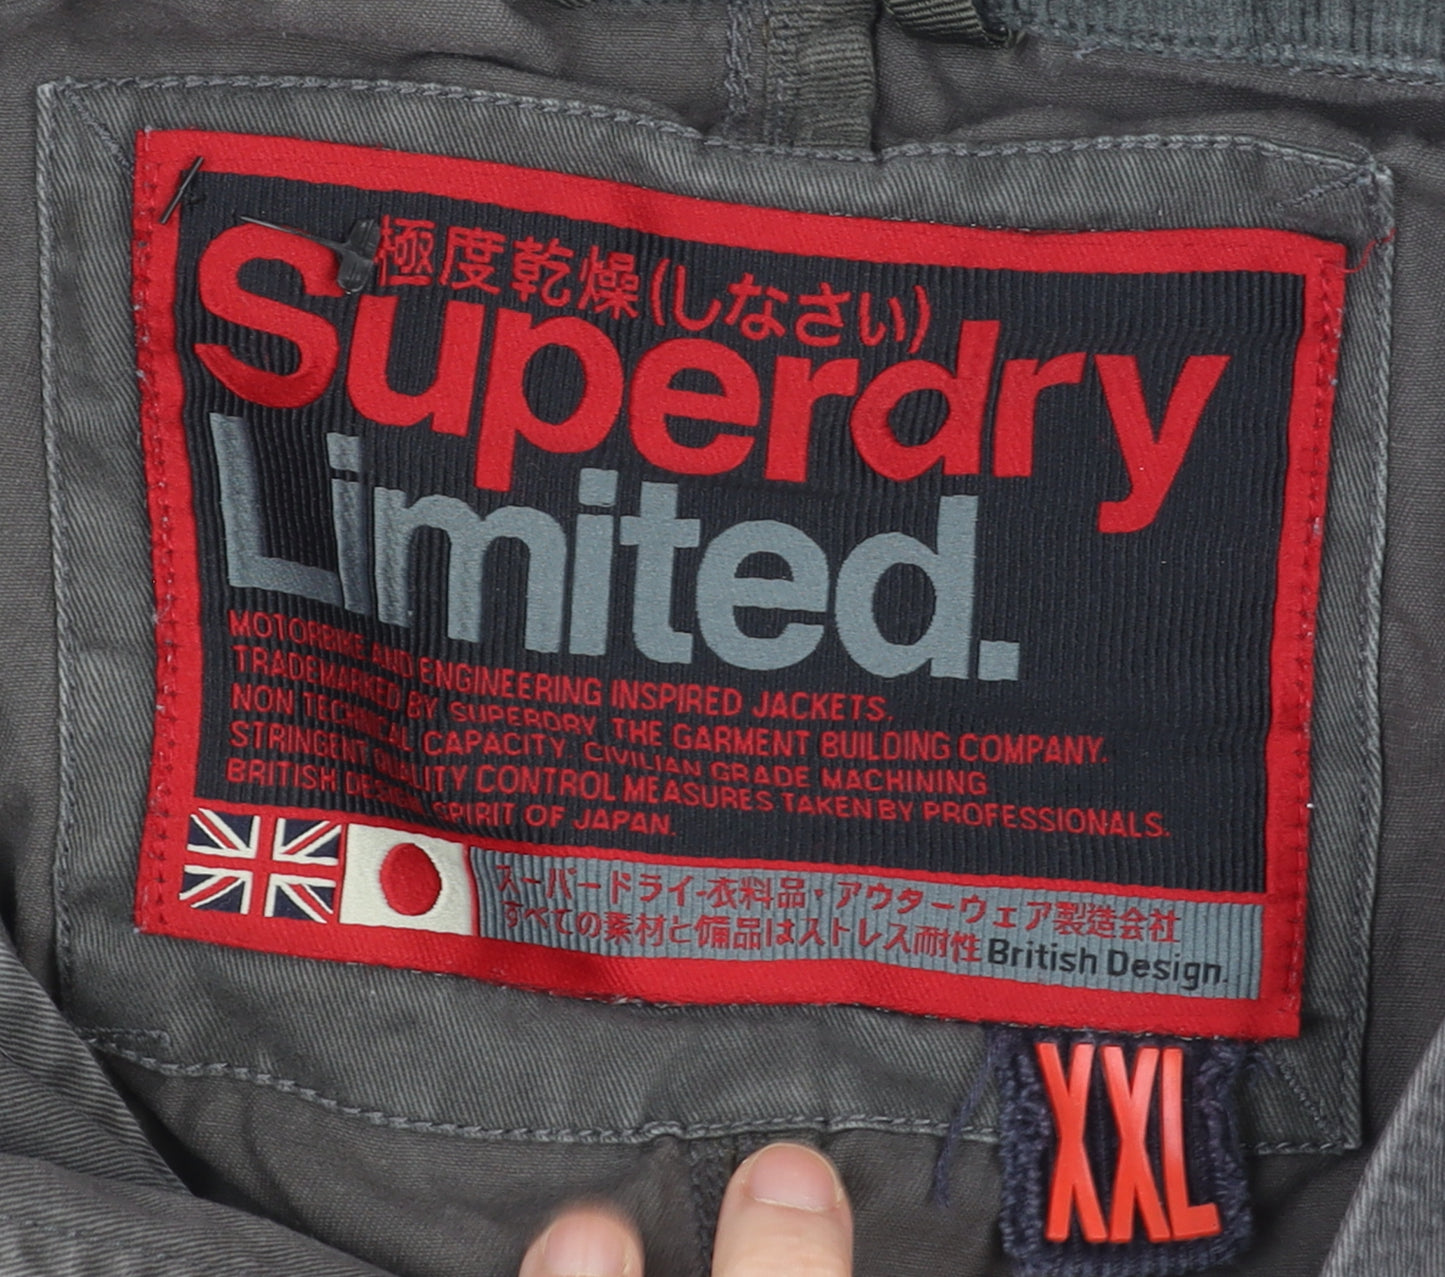 極度乾燥(しなさい)
Superdry
Limited.
MOTORBIKE AND ENGINEERING INSPIRED JACKETS.
TRADEMARKED BY SUPERDRY, THE GARMENT BUILDING COMPANY.
NON TECHNICAL CAPACITY CIVILIAN GRADE MACHINING
STRINGENT QUALITY CONTROL MEASURES TAKEN BY PROFESSIONALS.
BRITISH DESIGN, SPIRIT OF JAPAN.
スーパードライ-衣料品・アウターウェア製造会社
すべての素材と備品はストレス耐性 British Design.
XXL